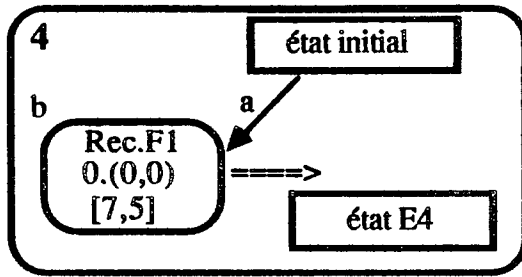 4
état initial
a
b
Rec.F1
0.(0,0)
[7,5]
====>
état E4